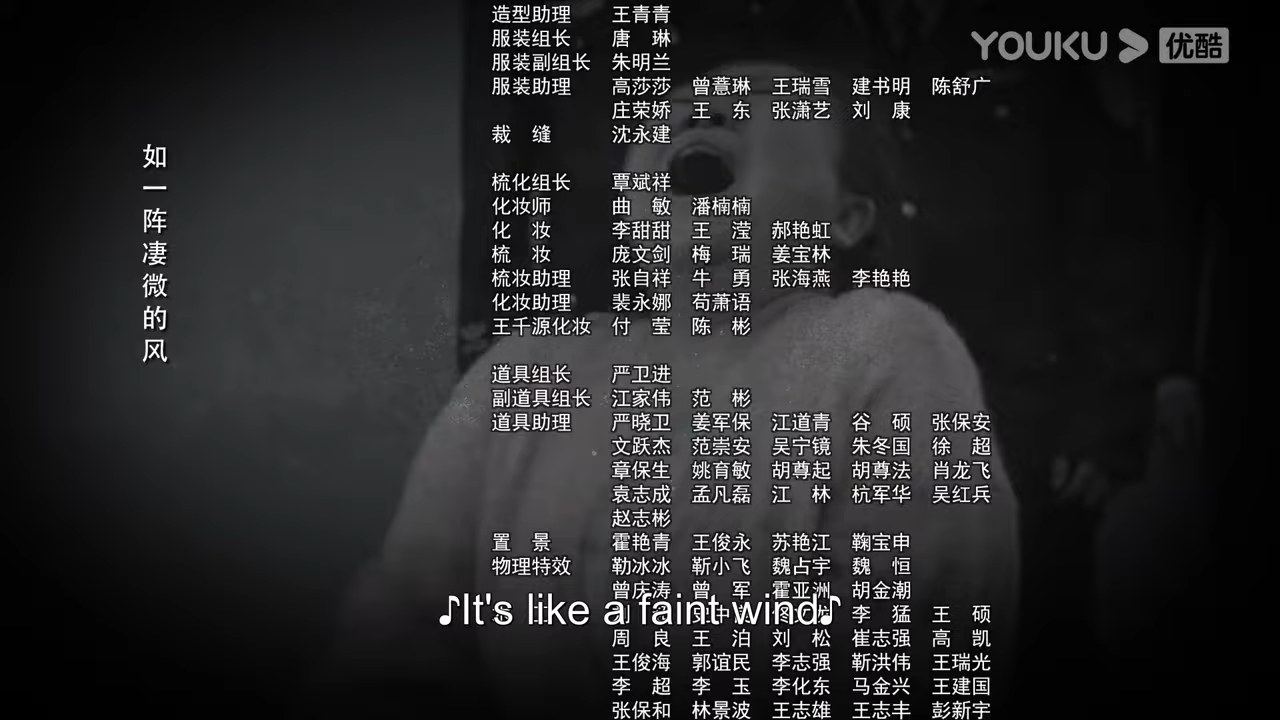 YOUKU 优酷
如一阵凄微的风
造型助理 王青青
服装组长 唐 琳
服装副组长 朱明兰
服装助理 高莎莎 曾薏琳 王瑞雪 建书明 陈舒广
庄荣娇 王 东 张潇艺 刘 康
裁 缝 沈永建
梳化组长 覃斌祥
化妆师 曲 敏 潘楠楠
化 妆 李甜甜 王 滢 郝艳虹
梳 妆 庞文剑 梅 瑞 姜宝林
梳妆助理 张自祥 牛 勇 张海燕 李艳艳
化妆助理 裴永娜 苟萧语
王千源化妆 付 莹 陈 彬
道具组长 严卫进
副道具组长 江家伟 范 彬
道具助理 严晓卫 姜军保 江道青 谷 硕 张保安
文跃杰 范崇安 吴宁镜 朱冬国 徐 超
章保生 姚育敏 胡尊起 胡尊法 肖龙飞
袁志成 孟凡磊 江 林 杭军华 吴红兵
赵志彬
置 景 霍艳青 王俊永 苏艳江 鞠宝申
物理特效 勒冰冰 靳小飞 魏占宇 魏 恒
曾庆涛 曾 军 霍亚洲 胡金潮
李 猛 王 硕
♪It's like a faint wind♪
周 良 王 泊 刘 松 崔志强 高 凯
王俊海 郭谊民 李志强 靳洪伟 王瑞光
李 超 李 玉 李化东 马金兴 王建国
张保和 林景波 王志雄 王志丰 彭新宇